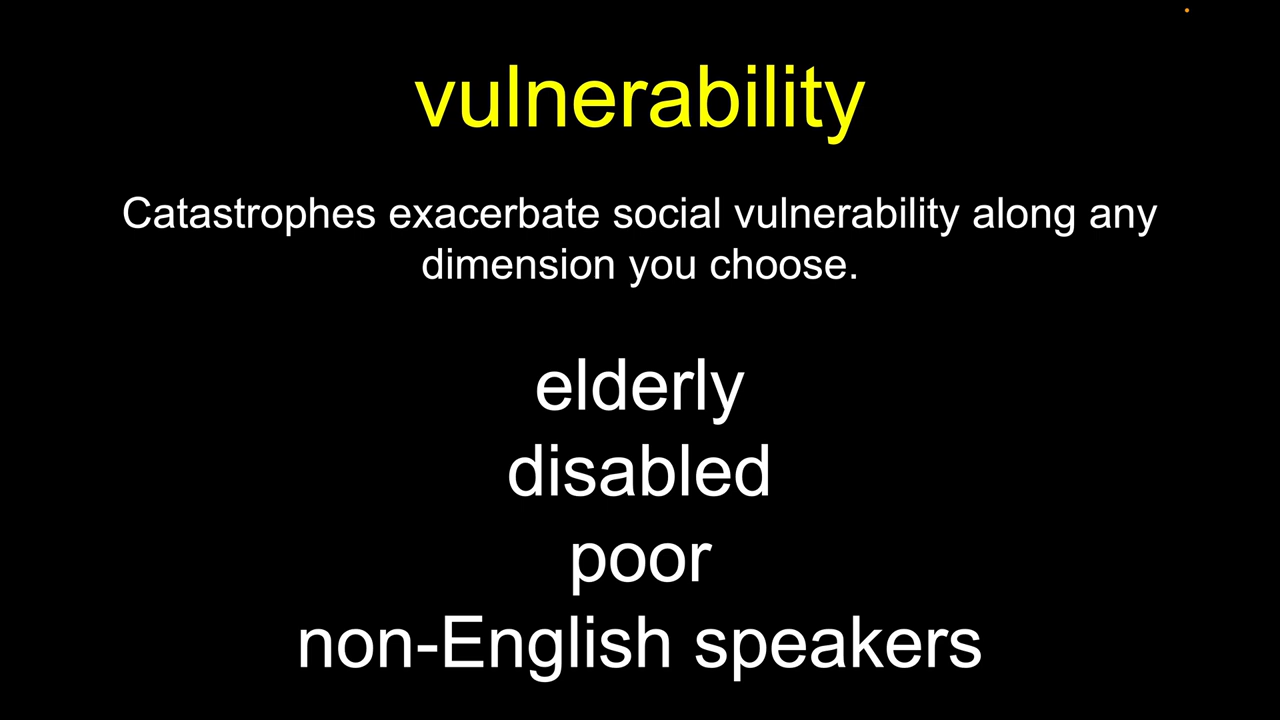 vulnerability
Catastrophes exacerbate social vulnerability along any
dimension you choose.
elderly
disabled
poor
non-English speakers